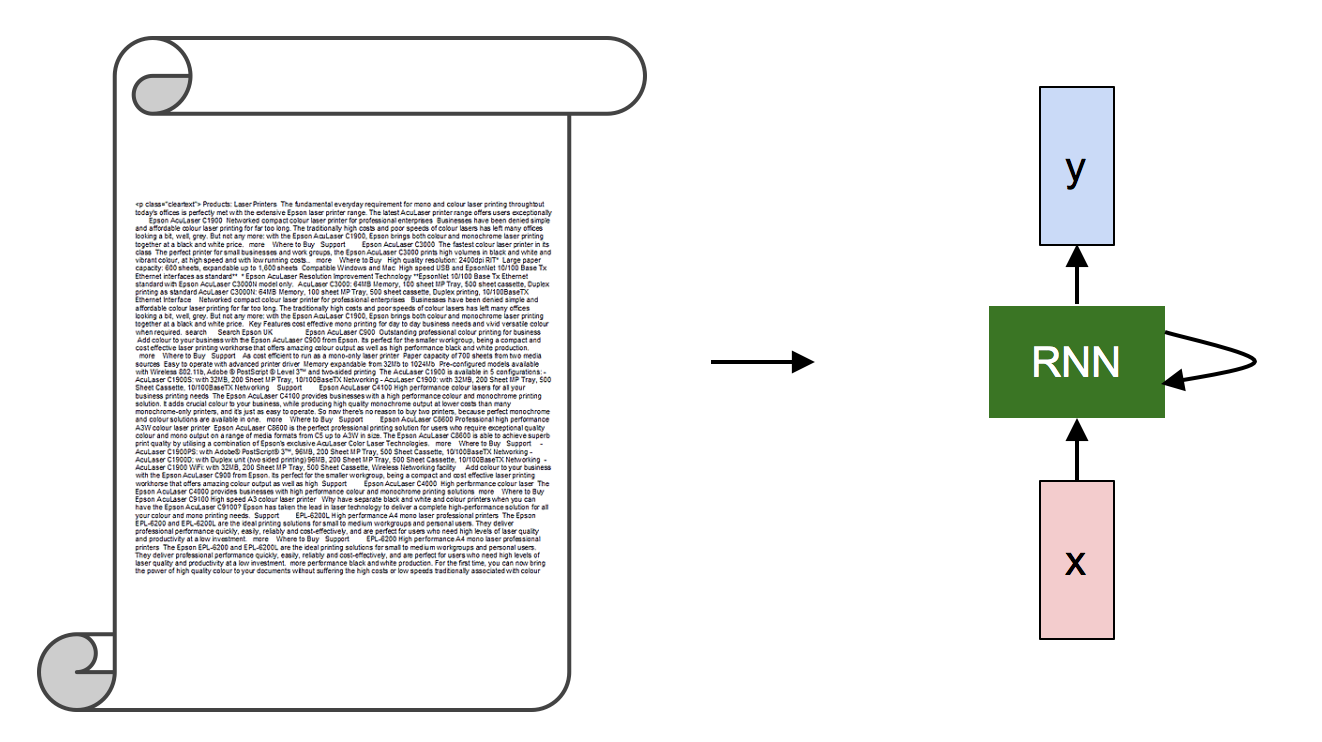 <p class="cleartext"> Products: Laser Printers The fundamental everyday requirement for mono and colour laser printing throughtout
today's offices is perfectly met with the extensive Epson laser printer range. The latest AcuLaser printer range offers users exceptionally
Epson AcuLaser C1900 Networked compact colour laser printer for professional enterprises Businesses have been denied simple
and affordable colour laser printing for far too long. The traditionally high costs and poor speeds of colour lasers has left many offices
looking a bit, well, grey. But not any more: with the Epson AcuLaser C1900, Epson brings both colour and monochrome laser printing
together at a black and white price. more Where to Buy Support Epson AcuLaser C3000 The fastest colour laser printer in its
class The perfect printer for small businesses and work groups, the Epson AcuLaser C3000 prints high volumes in black and white and
vibrant colour, at high speed and with low running costs.. more Where to Buy High quality resolution: 2400dpi RIT* Large paper
capacity: 600 sheets, expandable up to 1,600 sheets Compatible Windows and Mac High speed USB and EpsonNet 10/100 Base Tx
Ethernet interfaces as standard** * Epson AcuLaser Resolution Improvement Technology **EpsonNet 10/100 Base Tx Ethernet
standard with Epson AcuLaser C3000N model only. AcuLaser C3000: 64MB Memory, 100 sheet MP Tray, 500 sheet cassette, Duplex
printing as standard AcuLaser C3000N: 64MB Memory, 100 sheet MP Tray, 500 sheet cassette, Duplex printing, 10/100BaseTX
Ethernet Interface Networked compact colour laser printer for professional enterprises Businesses have been denied simple and
affordable colour laser printing for far too long. The traditionally high costs and poor speeds of colour lasers has left many offices
looking a bit, well, grey. But not any more: with the Epson AcuLaser C1900, Epson brings both colour and monochrome laser printing
together at a black and white price. Key Features cost effective mono printing for day to day business needs and vivid versatile colour
when required. search Search Epson UK Epson AcuLaser C900 Outstanding professional colour printing for business
Add colour to your business with the Epson AcuLaser C900 from Epson. Its perfect for the smaller workgroup, being a compact and
cost effective laser printing workhorse that offers amazing colour output as well as high performance black and white production.
more Where to Buy Support As cost efficient to run as a mono-only laser printer Paper capacity of 700 sheets from two media
sources Easy to operate with advanced printer driver Memory expandable from 32Mb to 1024Mb Pre-configured models available
with Wireless 802.11b, Adobe ® PostScript ® Level 3™ and two-sided printing The AcuLaser C1900 is available in 5 configurations: -
AcuLaser C1900S: with 32MB, 200 Sheet MP Tray, 10/100BaseTX Networking - AcuLaser C1900: with 32MB, 200 Sheet MP Tray, 500
Sheet Cassette, 10/100BaseTX Networking Support Epson AcuLaser C4100 High performance colour lasers for all your
business printing needs The Epson AcuLaser C4100 provides businesses with a high performance colour and monochrome printing
solution. It adds crucial colour to your business, while producing high quality monochrome output at lower costs than many
monochrome-only printers, and it's just as easy to operate. So now there's no reason to buy two printers, because perfect monochrome
and colour solutions are available in one. more Where to Buy Support Epson AcuLaser C8600 Professional high performance
A3W colour laser printer Epson AcuLaser C8600 is the perfect professional printing solution for users who require exceptional quality
colour and mono output on a range of media formats from C5 up to A3W in size. The Epson AcuLaser C8600 is able to achieve superb
print quality by utilising a combination of Epson's exclusive AcuLaser Color Laser Technologies. more Where to Buy Support -
AcuLaser C1900PS: with Adobe® PostScript® 3™, 96MB, 200 Sheet MP Tray, 500 Sheet Cassette, 10/100BaseTX Networking -
AcuLaser C1900D: with Duplex unit (two sided printing) 96MB, 200 Sheet MP Tray, 500 Sheet Cassette, 10/100BaseTX Networking -
AcuLaser C1900 WiFi: with 32MB, 200 Sheet MP Tray, 500 Sheet Cassette, Wireless Networking facility Add colour to your business
with the Epson AcuLaser C900 from Epson. Its perfect for the smaller workgroup, being a compact and cost effective laser printing
workhorse that offers amazing colour output as well as high Support Epson AcuLaser C4000 High performance colour laser The
Epson AcuLaser C4000 provides businesses with high performance colour and monochrome printing solutions more Where to Buy
Epson AcuLaser C9100 High speed A3 colour laser printer Why have separate black and white and colour printers when you can
have the Epson AcuLaser C9100? Epson has taken the lead in laser technology to deliver a complete high-performance solution for all
your colour and mono printing needs. Support EPL-6200L High performance A4 mono laser professional printers The Epson
EPL-6200 and EPL-6200L are the ideal printing solutions for small to medium workgroups and personal users. They deliver
professional performance quickly, easily, reliably and cost-effectively, and are perfect for users who need high levels of laser quality
and productivity at a low investment. more Where to Buy Support EPL-6200 High performance A4 mono laser professional
printers The Epson EPL-6200 and EPL-6200L are the ideal printing solutions for small to medium workgroups and personal users.
They deliver professional performance quickly, easily, reliably and cost-effectively, and are perfect for users who need high levels of
laser quality and productivity at a low investment. more performance black and white production. For the first time, you can now bring
the power of high quality colour to your documents without suffering the high costs or low speeds traditionally associated with colour
y
RNN
x